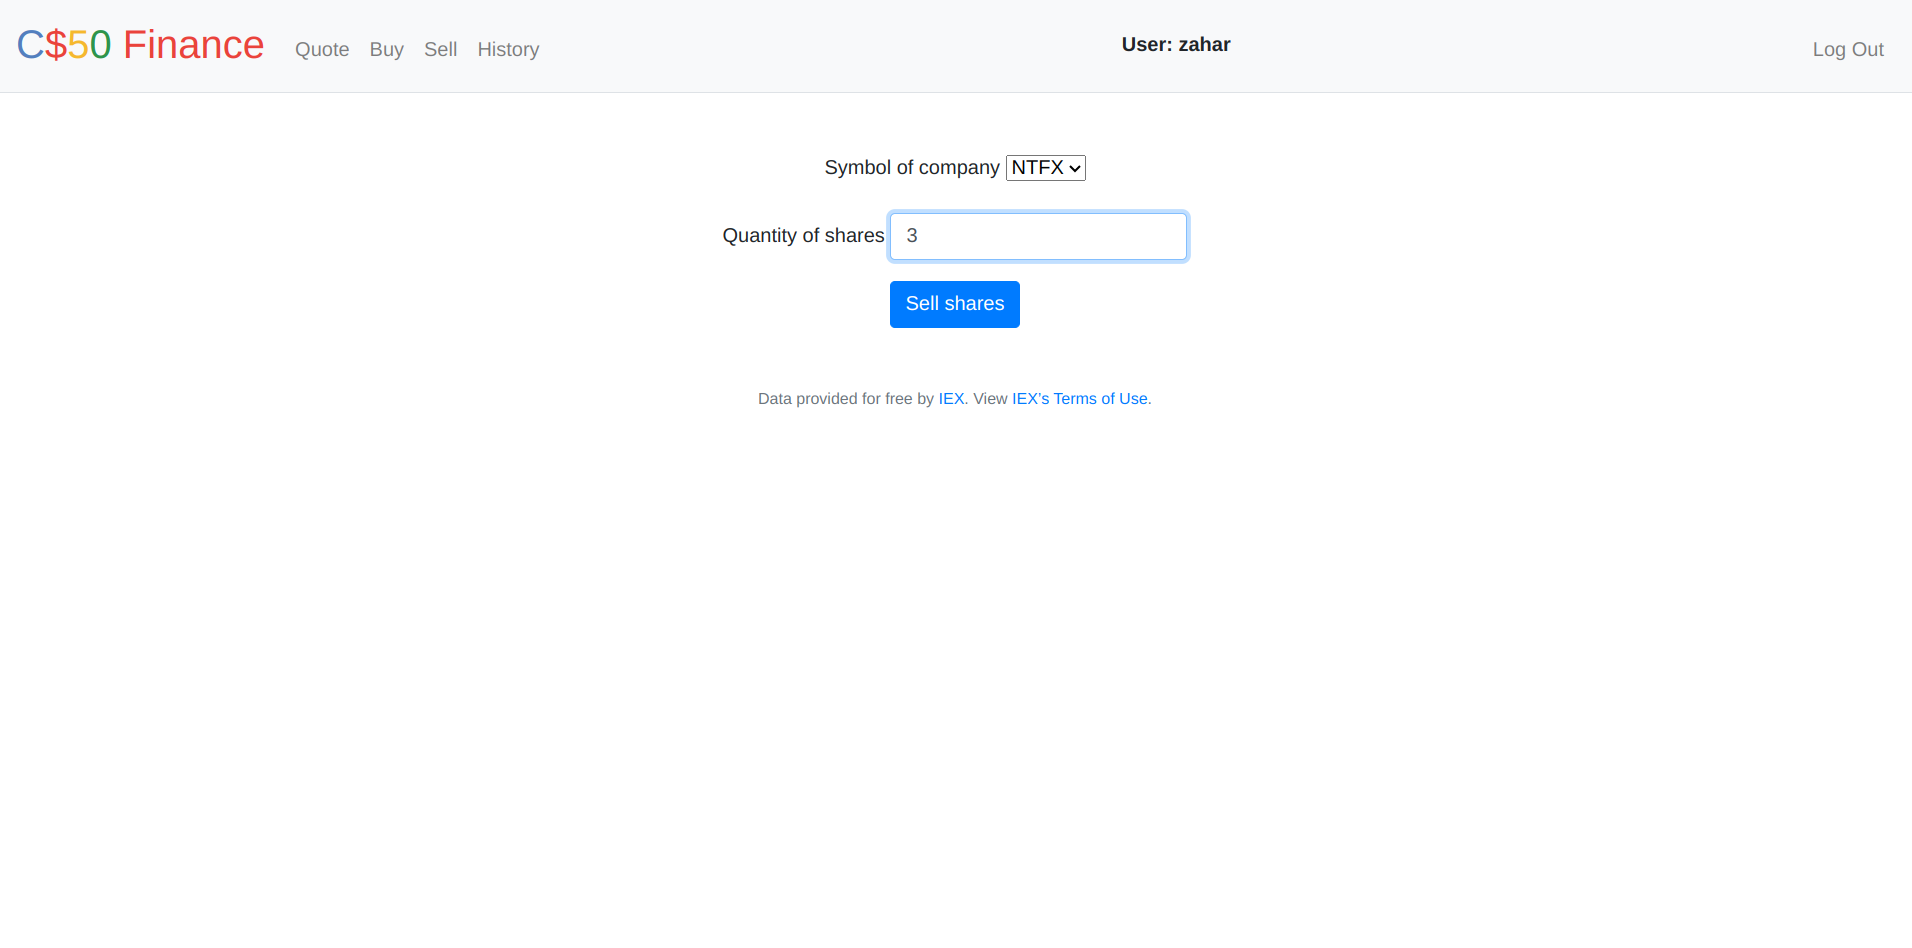 C$50 Finance Quote Buy Sell History User: zahar Log Out
Symbol of company NTFX
Quantity of shares 3
Sell shares
Data provided for free by IEX. View IEX’s Terms of Use.